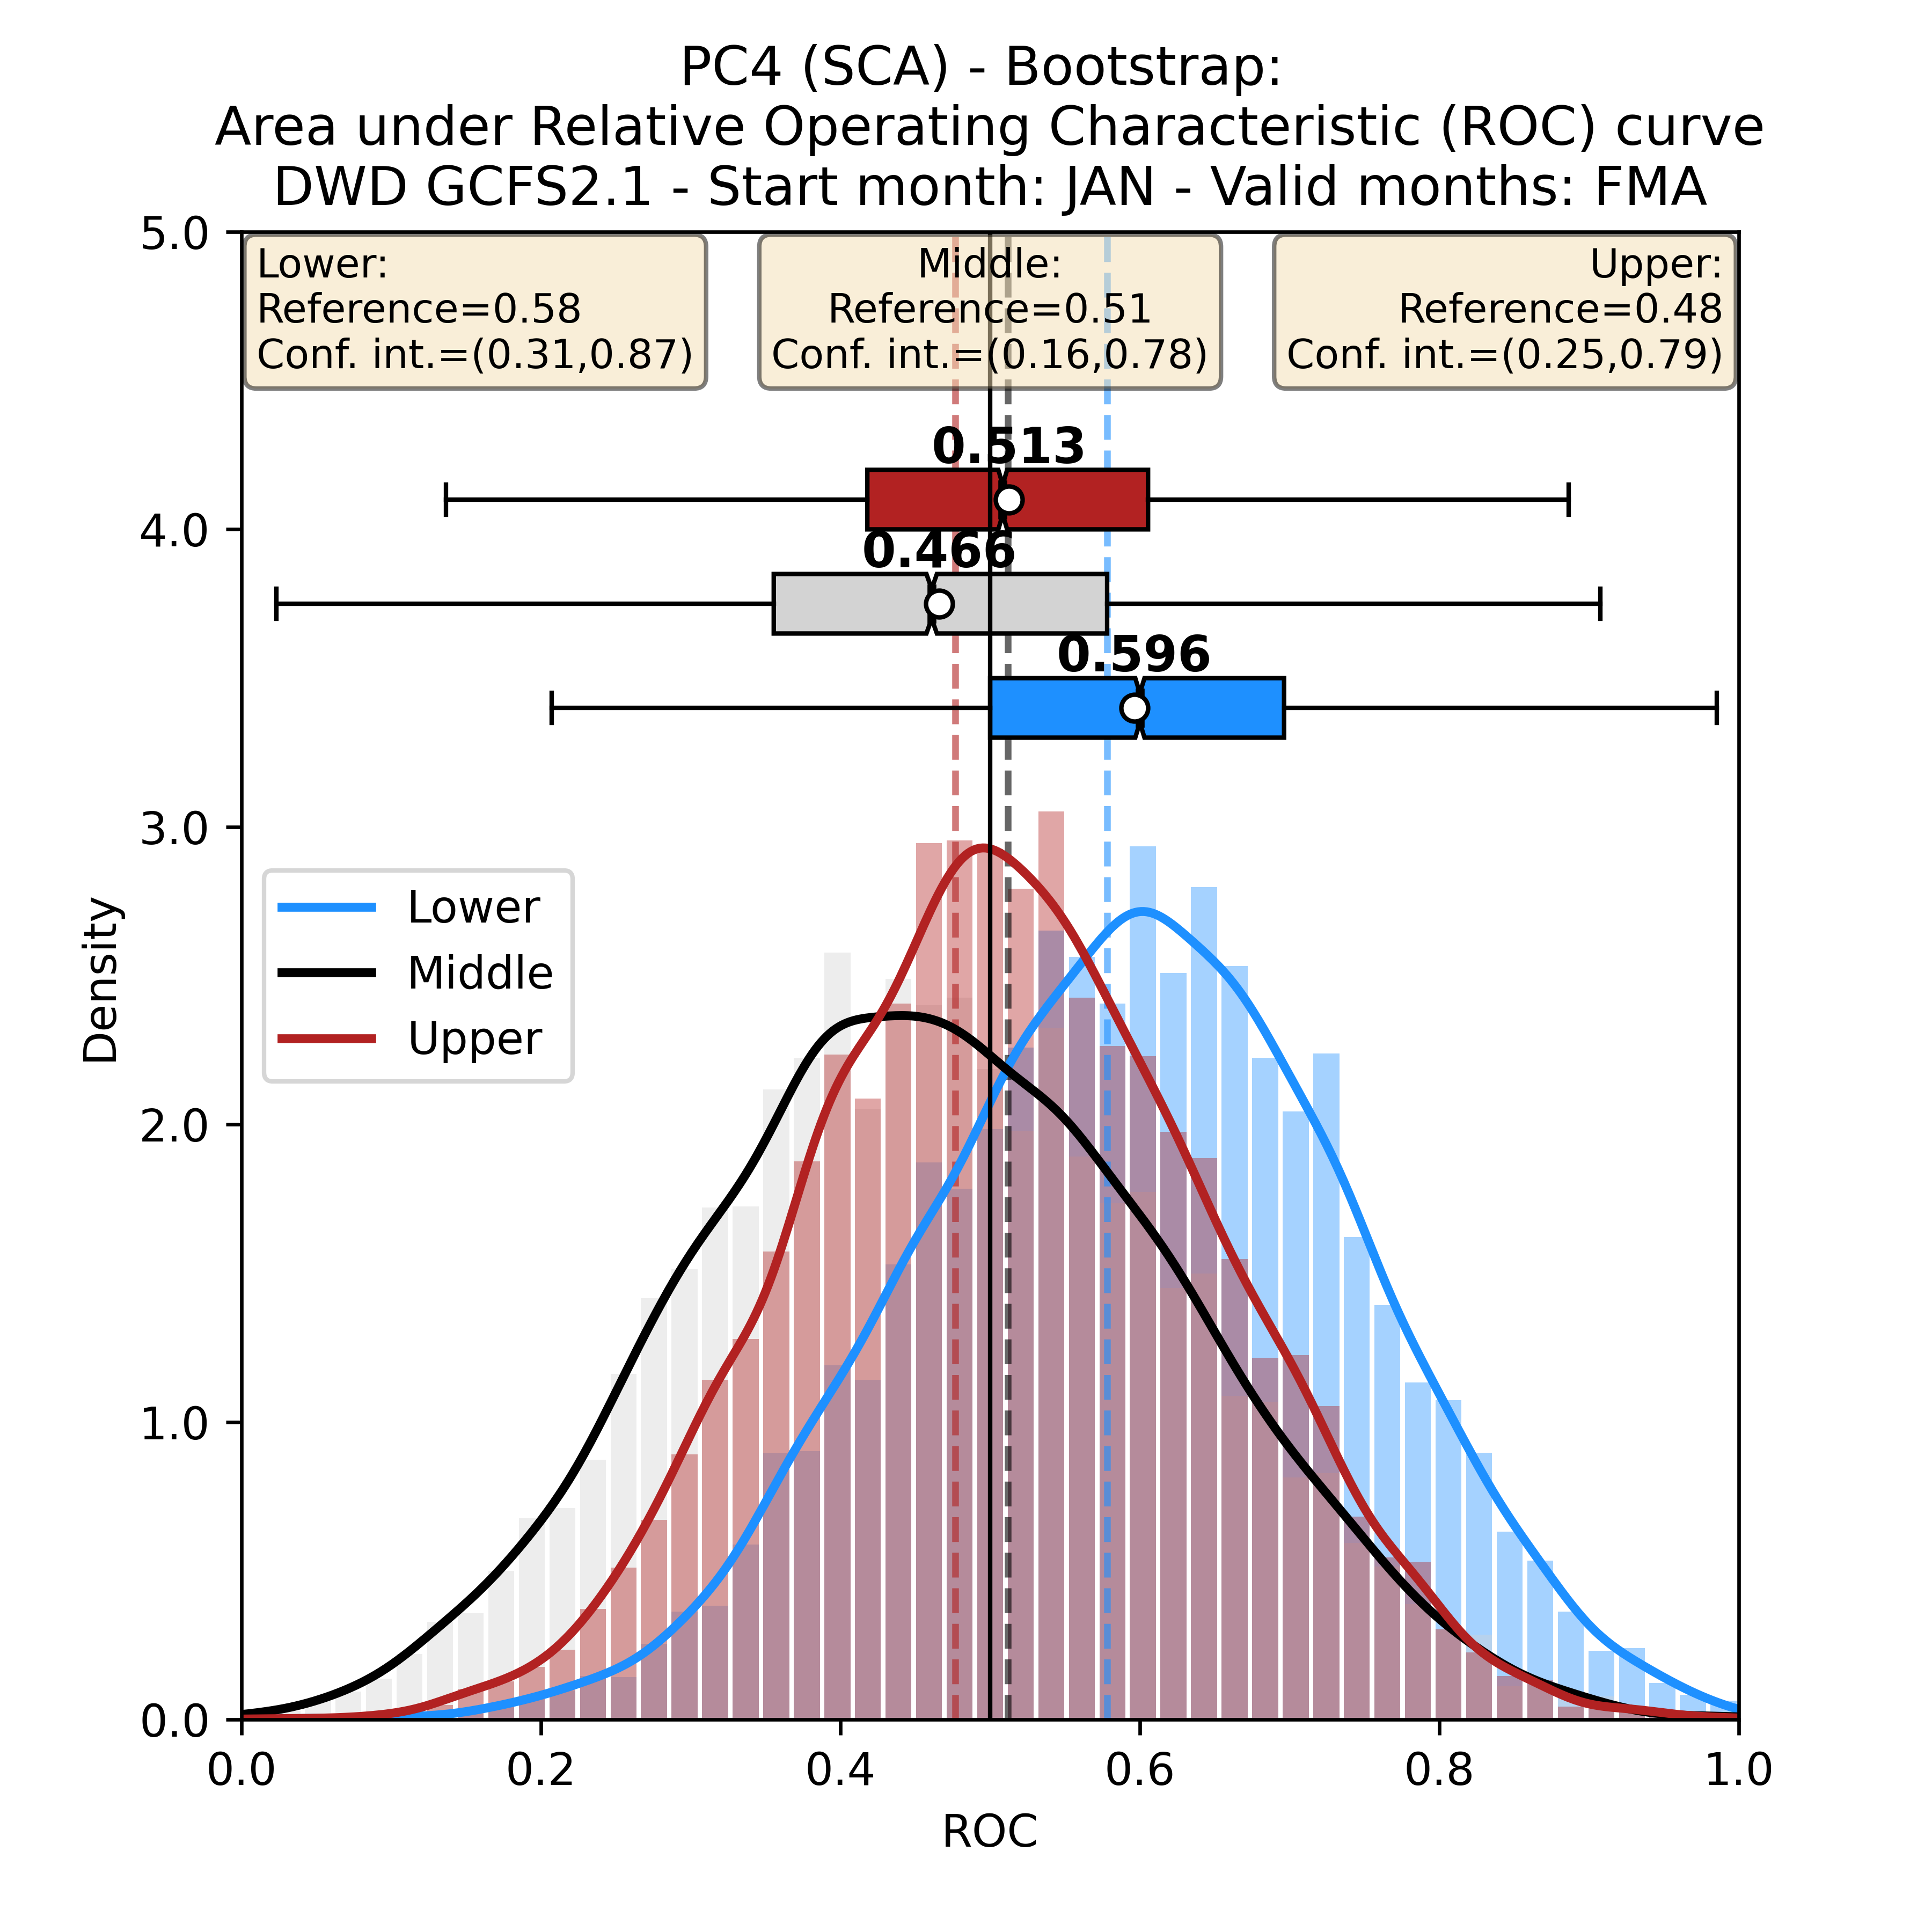 PC4 (SCA) - Bootstrap:
Area under Relative Operating Characteristic (ROC) curve
DWD GCFS2.1 - Start month: JAN - Valid months: FMA
5.0
Lower:
Reference=0.58
Conf. int.=(0.31,0.87)
Middle:
Reference=0.51
Conf. int.=(0.16,0.78)
Upper:
Reference=0.48
Conf. int.=(0.25,0.79)
0.513
4.0
0.466
0.596
3.0
Lower
Middle
Upper
Density
2.0
1.0
0.0
0.0 0.2 0.4 0.6 0.8 1.0
ROC